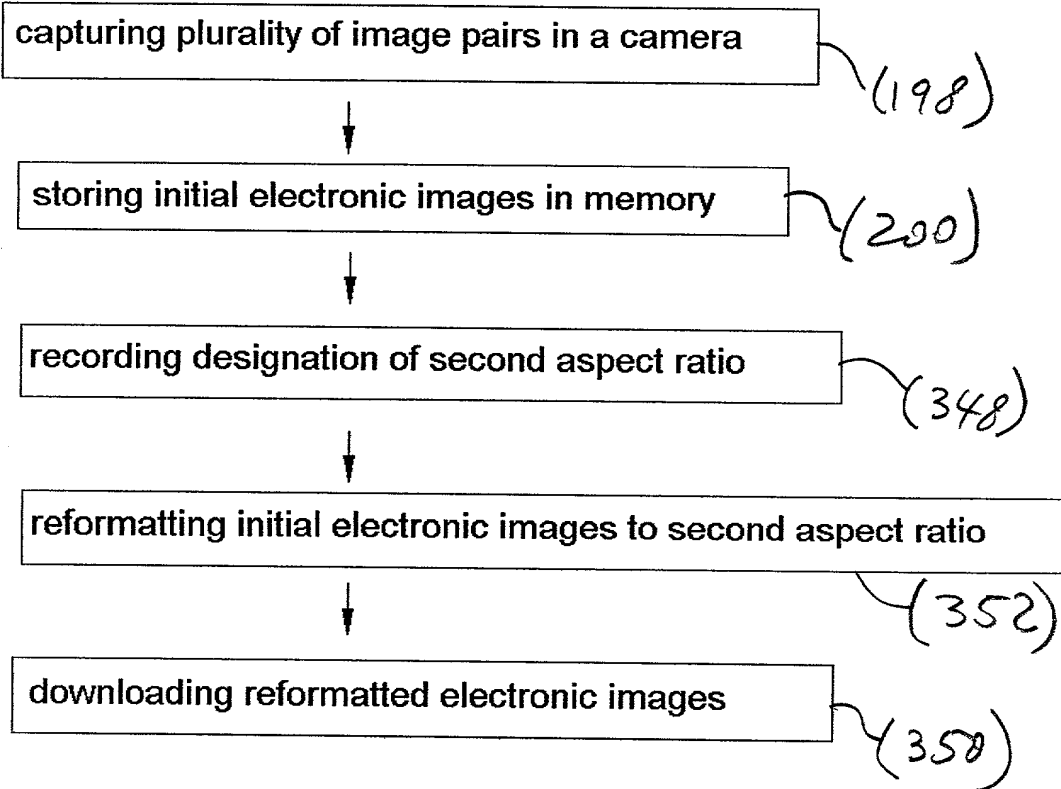 capturing plurality of image pairs in a camera
(198)
storing initial electronic images in memory
(200)
recording designation of second aspect ratio
(348)
reformatting initial electronic images to second aspect ratio
(352)
downloading reformatted electronic images
(350)